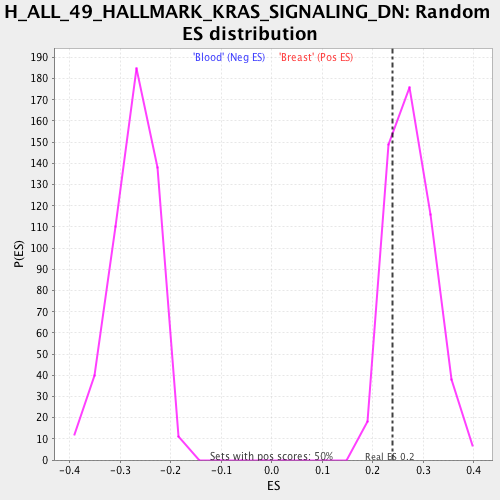 H_ALL_49_HALLMARK_KRAS_SIGNALING_DN: Random
ES distribution
'Blood' (Neg ES) 'Breast' (Pos ES)
190
180
170
160
150
140
130
120
110
100
90
80
70
60
50
40
30
20
10
0
P(ES)
Sets with pos scores: 50%
Real ES 0.2
-0.4 -0.3 -0.2 -0.1 0.0 0.1 0.2 0.3 0.4
ES